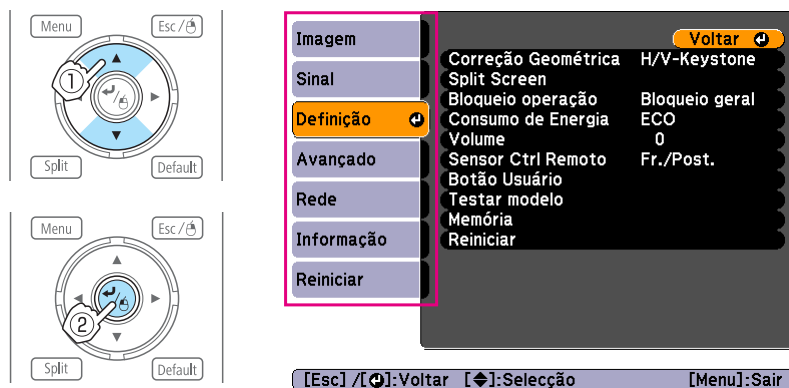 Menu Esc/
1
Split Default
Menu Esc/
2
Split Default
Imagem
Sinal
Definição
Avançado
Rede
Informação
Reiniciar
Voltar
Correção Geométrica H/V-Keystone
Split Screen
Bloqueio operação Bloqueio geral
Consumo de Energia ECO
Volume 0
Sensor Ctrl Remoto Fr./Post.
Botão Usuário
Testar modelo
Memória
Reiniciar
[Esc] /[ ]:Voltar [ ]:Selecção [Menu]:Sair